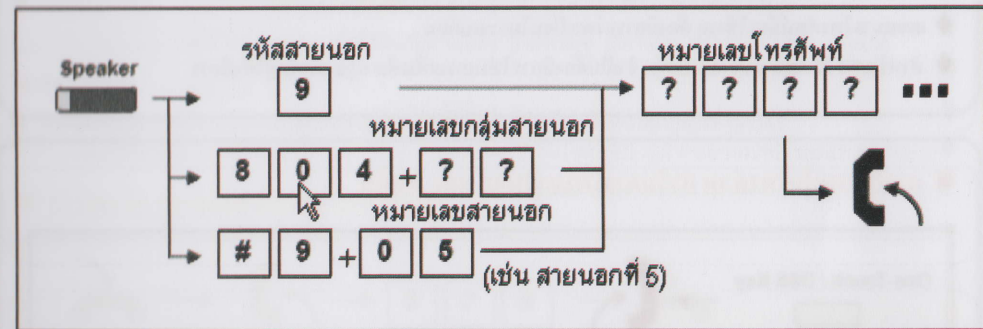 รหัสสายนอก
หมายเลขโทรศัพท์
Speaker
9
? ? ? ? ...
หมายเลขกลุ่มสายนอก
8 0 4 + ? ?
หมายเลขสายนอก
# 9 + 0 5
(เช่น สายนอกที่ 5)